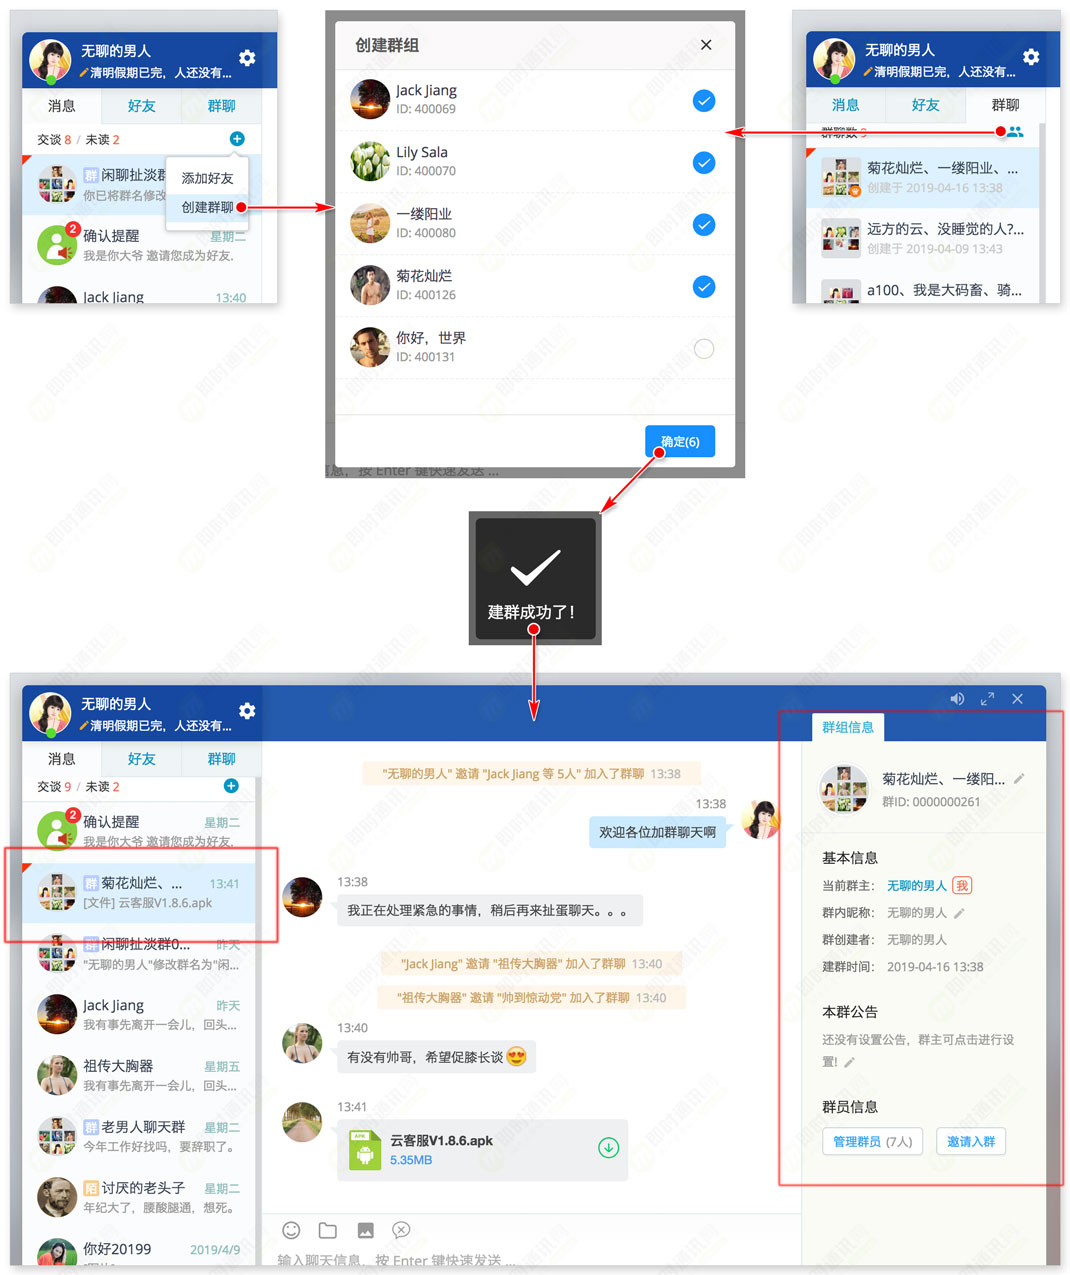 无聊的男人
清明假期已完，人还没有...
消息
好友
群聊
交谈 8 / 未读 2
群 闲聊扯淡群
你已将群名修改
添加好友
创建群聊
2
确认提醒
星期二
我是你大爷 邀请您成为好友.
Jack Jiang
13:40
创建群组
Jack Jiang
ID: 400069
Lily Sala
ID: 400070
一缕阳业
ID: 400080
菊花灿烂
ID: 400126
你好，世界
ID: 400131
确定(6)
信息，按 Enter 键快速发送 ...
无聊的男人
清明假期已完，人还没有...
消息
好友
群聊
群聊数 9
菊花灿烂、一缕阳业、...
创建于 2019-04-16 13:38
远方的云、没睡觉的人?...
创建于 2019-04-09 13:43
a100、我是大码畜、骑...
建群成功了！
无聊的男人
清明假期已完，人还没有...
消息
好友
群聊
交谈 9 / 未读 2
2
确认提醒
星期二
我是你大爷 邀请您成为好友.
群 菊花灿烂、...
13:41
[文件] 云客服V1.8.6.apk
群 闲聊扯淡群0...
昨天
"无聊的男人"修改群名为"闲...
Jack Jiang
昨天
我有事先离开一会儿，回头...
祖传大胸器
星期五
我有事先离开一会儿，回头...
群 老男人聊天群
星期二
今年工作好找吗，要辞职了。
陌 讨厌的老头子
星期二
年纪大了，腰酸腿通，想死。
你好20199
2019/4/9
"无聊的男人" 邀请 "Jack Jiang 等 5人" 加入了群聊 13:38
13:38
欢迎各位加群聊天啊
13:38
我正在处理紧急的事情，稍后再来扯蛋聊天。。。
"Jack Jiang" 邀请 "祖传大胸器" 加入了群聊 13:40
"祖传大胸器" 邀请 "帅到惊动党" 加入了群聊 13:40
13:40
有没有帅哥，希望促膝长谈
13:41
APK
云客服V1.8.6.apk
5.35MB
输入聊天信息，按 Enter 键快速发送 ...
群组信息
菊花灿烂、一缕阳...
群ID: 0000000261
基本信息
当前群主： 无聊的男人 我
群内昵称： 无聊的男人
群创建者： 无聊的男人
建群时间： 2019-04-16 13:38
本群公告
还没有设置公告，群主可点击进行设
置!
群员信息
管理群员 (7人)
邀请入群
即时通讯网